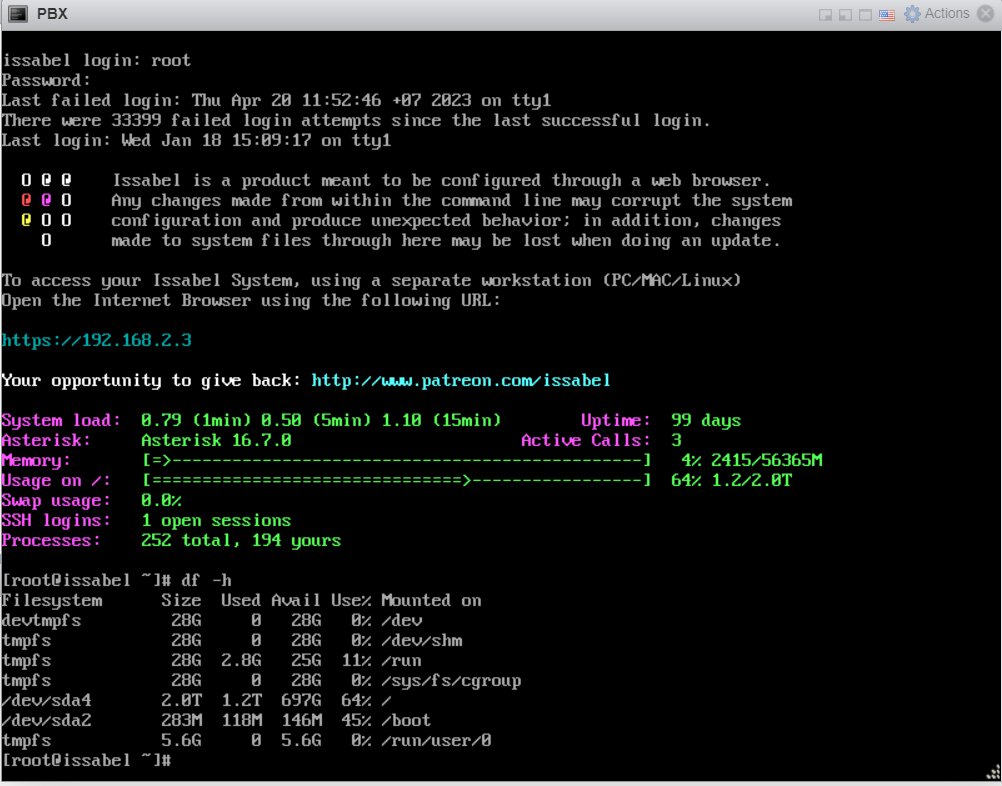 PBX
Actions
issabel login: root
Password:
Last failed login: Thu Apr 20 11:52:46 +07 2023 on tty1
There were 33399 failed login attempts since the last successful login.
Last login: Wed Jan 18 15:09:17 on tty1
Issabel is a product meant to be configured through a web browser.
Any changes made from within the command line may corrupt the system
configuration and produce unexpected behavior; in addition, changes
made to system files through here may be lost when doing an update.
To access your Issabel System, using a separate workstation (PC/MAC/Linux)
Open the Internet Browser using the following URL:
https://192.168.2.3
Your opportunity to give back: http://www.patreon.com/issabel
System load: 0.79 (1min) 0.50 (5min) 1.10 (15min) Uptime: 99 days
Asterisk: Asterisk 16.7.0 Active Calls: 3
Memory: [=>-----------------------------------------------] 4% 2415/56365M
Usage on /: [===============================>-----------------] 64% 1.2/2.0T
Swap usage: 0.0%
SSH logins: 1 open sessions
Processes: 252 total, 194 yours
[root@issabel ~]# df -h
Filesystem Size Used Avail Use% Mounted on
devtmpfs 28G 0 28G 0% /dev
tmpfs 28G 0 28G 0% /dev/shm
tmpfs 28G 2.8G 25G 11% /run
tmpfs 28G 0 28G 0% /sys/fs/cgroup
/dev/sda4 2.0T 1.2T 697G 64% /
/dev/sda2 283M 118M 146M 45% /boot
tmpfs 5.6G 0 5.6G 0% /run/user/0
[root@issabel ~]#